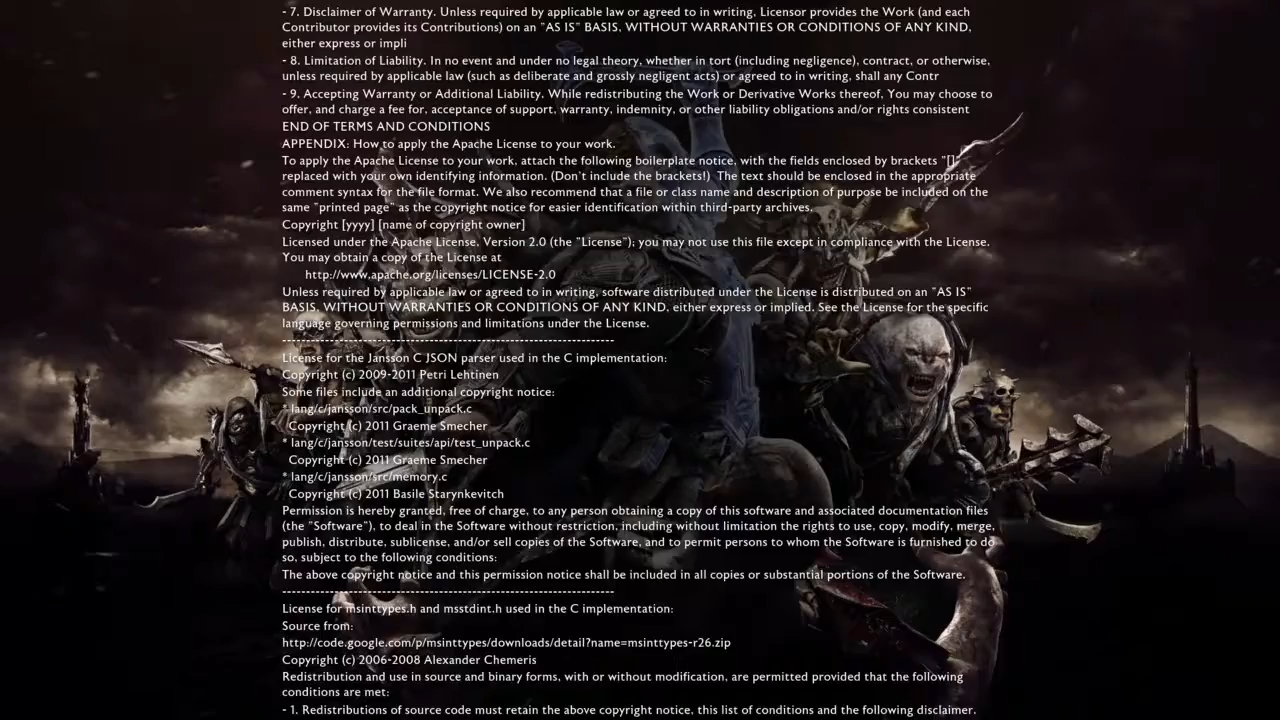 - 7. Disclaimer of Warranty. Unless required by applicable law or agreed to in writing, Licensor provides the Work (and each
Contributor provides its Contributions) on an "AS IS" BASIS, WITHOUT WARRANTIES OR CONDITIONS OF ANY KIND,
either express or impli
- 8. Limitation of Liability. In no event and under no legal theory, whether in tort (including negligence), contract, or otherwise,
unless required by applicable law (such as deliberate and grossly negligent acts) or agreed to in writing, shall any Contr
- 9. Accepting Warranty or Additional Liability. While redistributing the Work or Derivative Works thereof, You may choose to
offer, and charge a fee for, acceptance of support, warranty, indemnity, or other liability obligations and/or rights consistent
END OF TERMS AND CONDITIONS
APPENDIX: How to apply the Apache License to your work.
To apply the Apache License to your work, attach the following boilerplate notice, with the fields enclosed by brackets "[]"
replaced with your own identifying information. (Don't include the brackets!)  The text should be enclosed in the appropriate
comment syntax for the file format. We also recommend that a file or class name and description of purpose be included on the
same "printed page" as the copyright notice for easier identification within third-party archives.
Copyright [yyyy] [name of copyright owner]
Licensed under the Apache License, Version 2.0 (the "License"); you may not use this file except in compliance with the License.
You may obtain a copy of the License at
http://www.apache.org/licenses/LICENSE-2.0
Unless required by applicable law or agreed to in writing, software distributed under the License is distributed on an "AS IS"
BASIS, WITHOUT WARRANTIES OR CONDITIONS OF ANY KIND, either express or implied. See the License for the specific
language governing permissions and limitations under the License.
----------------------------------------------------------------------
License for the Jansson C JSON parser used in the C implementation:
Copyright (c) 2009-2011 Petri Lehtinen
Some files include an additional copyright notice:
* lang/c/jansson/src/pack_unpack.c
Copyright (c) 2011 Graeme Smecher
* lang/c/jansson/test/suites/api/test_unpack.c
Copyright (c) 2011 Graeme Smecher
* lang/c/jansson/src/memory.c
Copyright (c) 2011 Basile Starynkevitch
Permission is hereby granted, free of charge, to any person obtaining a copy of this software and associated documentation files
(the "Software"), to deal in the Software without restriction, including without limitation the rights to use, copy, modify, merge,
publish, distribute, sublicense, and/or sell copies of the Software, and to permit persons to whom the Software is furnished to do
so, subject to the following conditions:
The above copyright notice and this permission notice shall be included in all copies or substantial portions of the Software.
----------------------------------------------------------------------
License for msinttypes.h and msstdint.h used in the C implementation:
Source from:
http://code.google.com/p/msinttypes/downloads/detail?name=msinttypes-r26.zip
Copyright (c) 2006-2008 Alexander Chemeris
Redistribution and use in source and binary forms, with or without modification, are permitted provided that the following
conditions are met:
- 1. Redistributions of source code must retain the above copyright notice, this list of conditions and the following disclaimer.